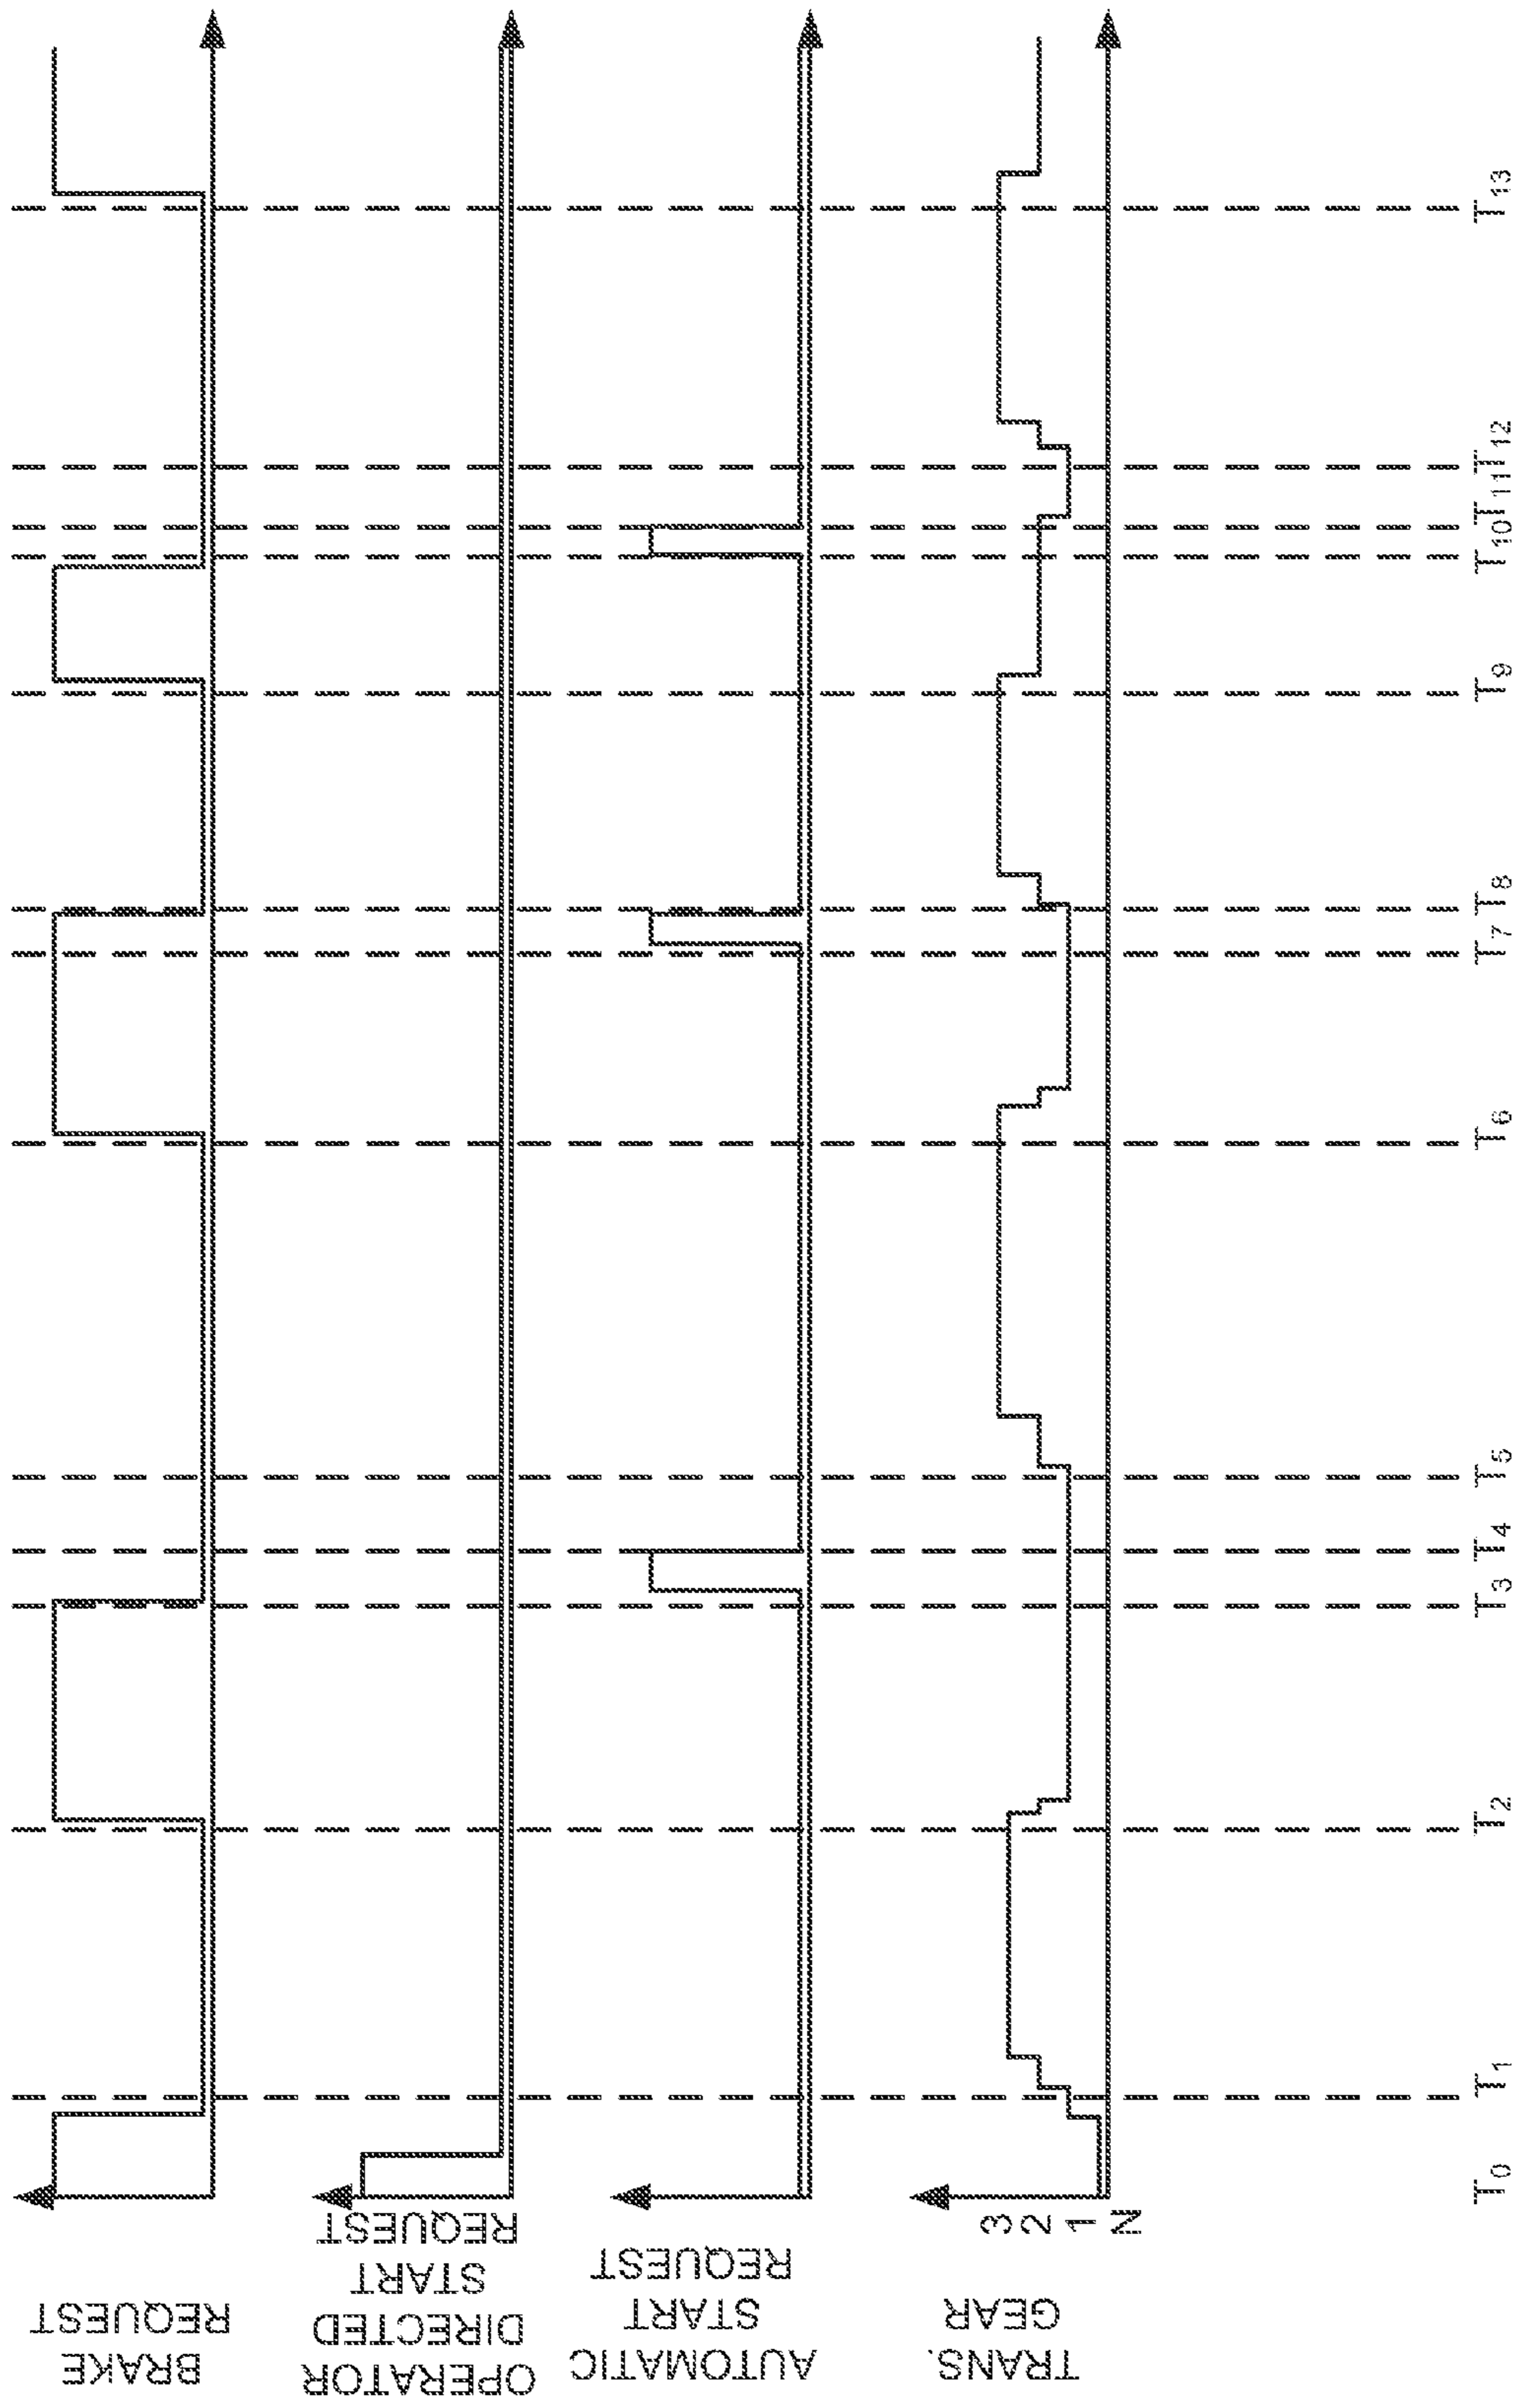 BRAKE
REQUEST
OPERATOR
DIRECTED
START
REQUEST
AUTOMATIC
START
REQUEST
TRANS.
GEAR
3
2
1
N
T0
T1
T2
T3
T4
T5
T6
T7
T8
T9
T10
T11
T12
T13